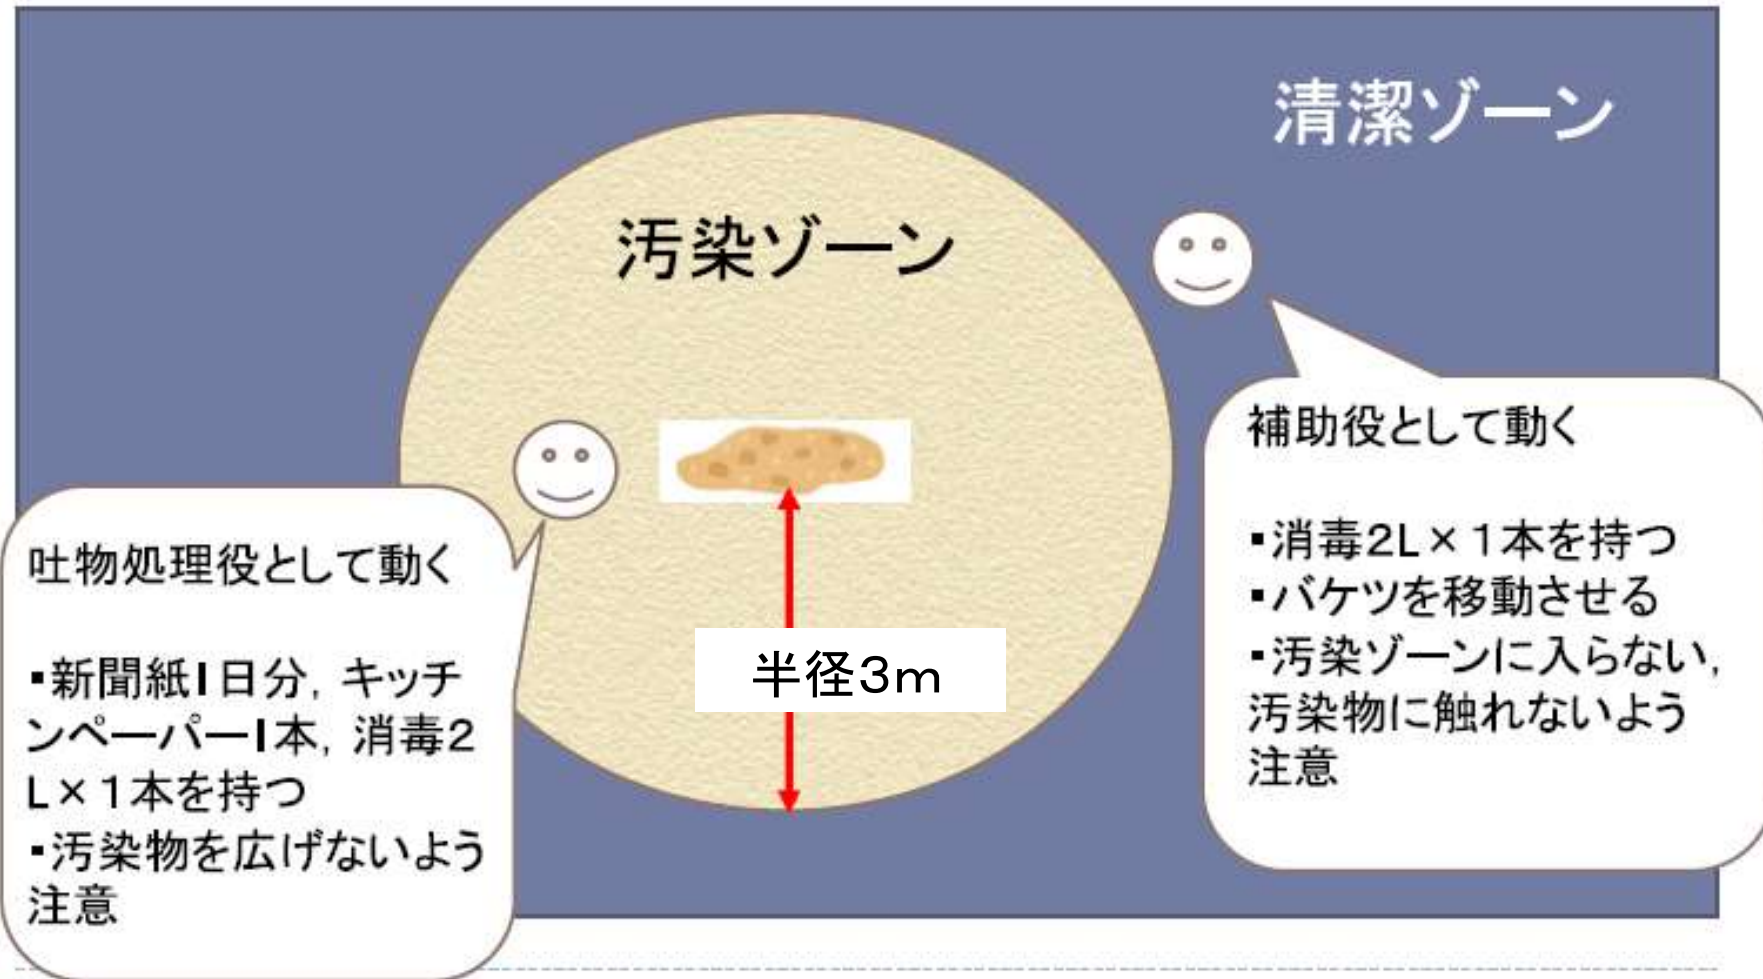 清潔ゾーン
汚染ゾーン
補助役として動く
▪消毒2L×1本を持つ
▪バケツを移動させる
▪汚染ゾーンに入らない,
汚染物に触れないよう
注意
吐物処理役として動く
▪新聞紙1日分, キッチ
ンペーパー1本, 消毒2
L×1本を持つ
▪汚染物を広げないよう
注意
半径3m